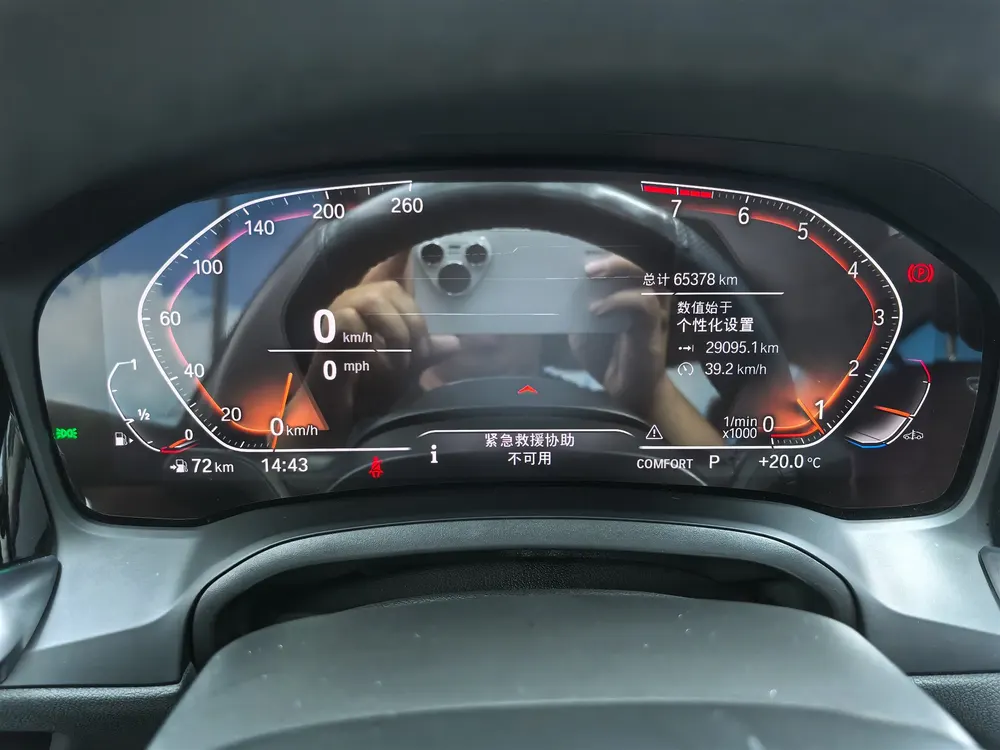 260
200
140
100
60
40
20
0 km/h
0 km/h
0 mph
1
½
0
72 km
14:43
总计 65378 km
数值始于
个性化设置
29095.1 km
39.2 km/h
7
6
5
4
3
2
1
0
1/min
x1000
(P)
i
紧急救援协助
不可用
COMFORT P
+20.0 °C